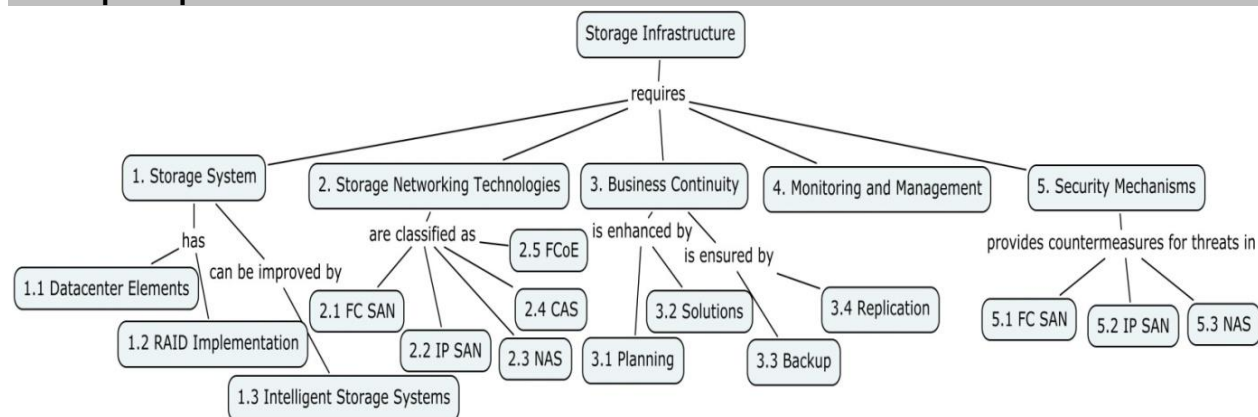 Storage Infrastructure
requires
1. Storage System
2. Storage Networking Technologies
3. Business Continuity
4. Monitoring and Management
5. Security Mechanisms
has
can be improved by
1.1 Datacenter Elements
1.2 RAID Implementation
1.3 Intelligent Storage Systems
are classified as
2.5 FCoE
2.1 FC SAN
2.2 IP SAN
2.3 NAS
2.4 CAS
is enhanced by
is ensured by
3.1 Planning
3.2 Solutions
3.3 Backup
3.4 Replication
provides countermeasures for threats in
5.1 FC SAN
5.2 IP SAN
5.3 NAS